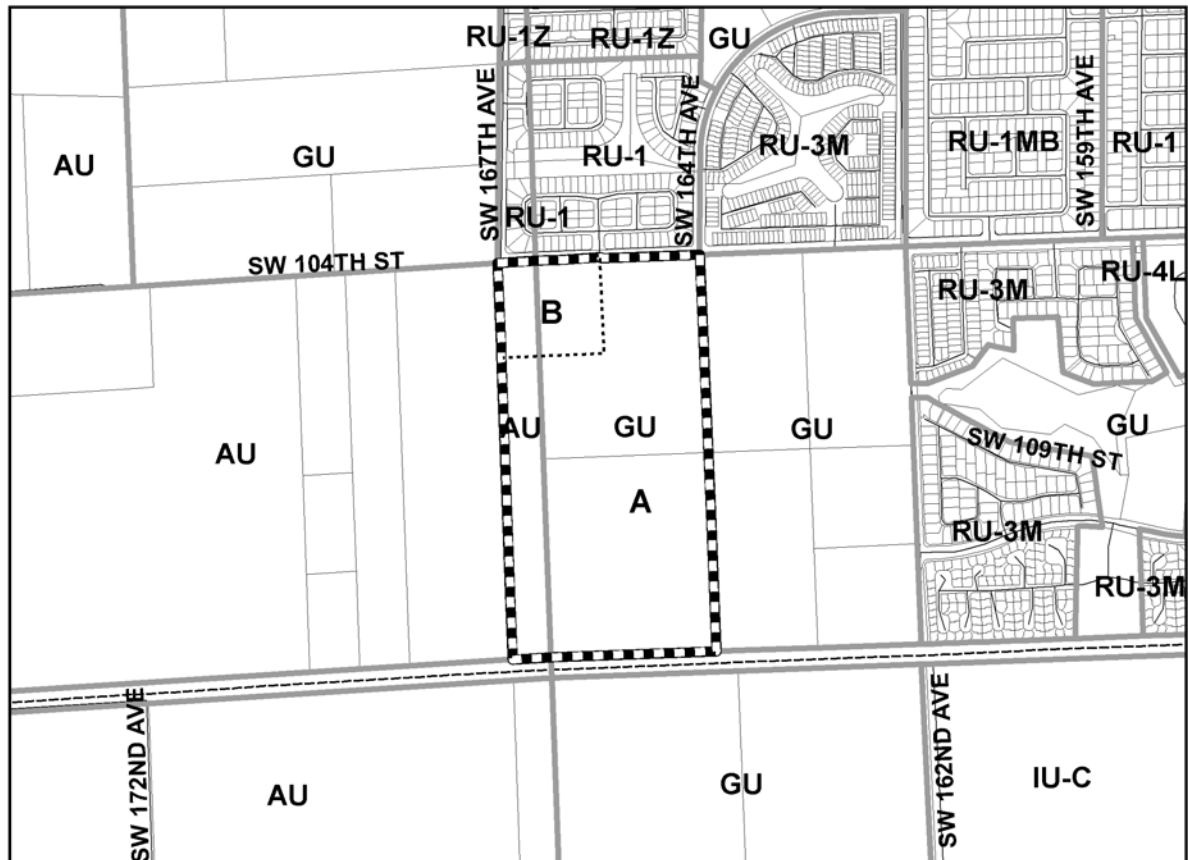 RU-1Z
RU-1Z
GU
SW 167TH AVE
SW 164TH AVE
SW 159TH AVE
AU
GU
RU-1
RU-3M
RU-1MB
RU-1
RU-1
SW 104TH ST
RU-3M
RU-4L
B
AU
AU
GU
GU
GU
SW 109TH ST
A
RU-3M
RU-3M
SW 172ND AVE
SW 162ND AVE
AU
GU
IU-C